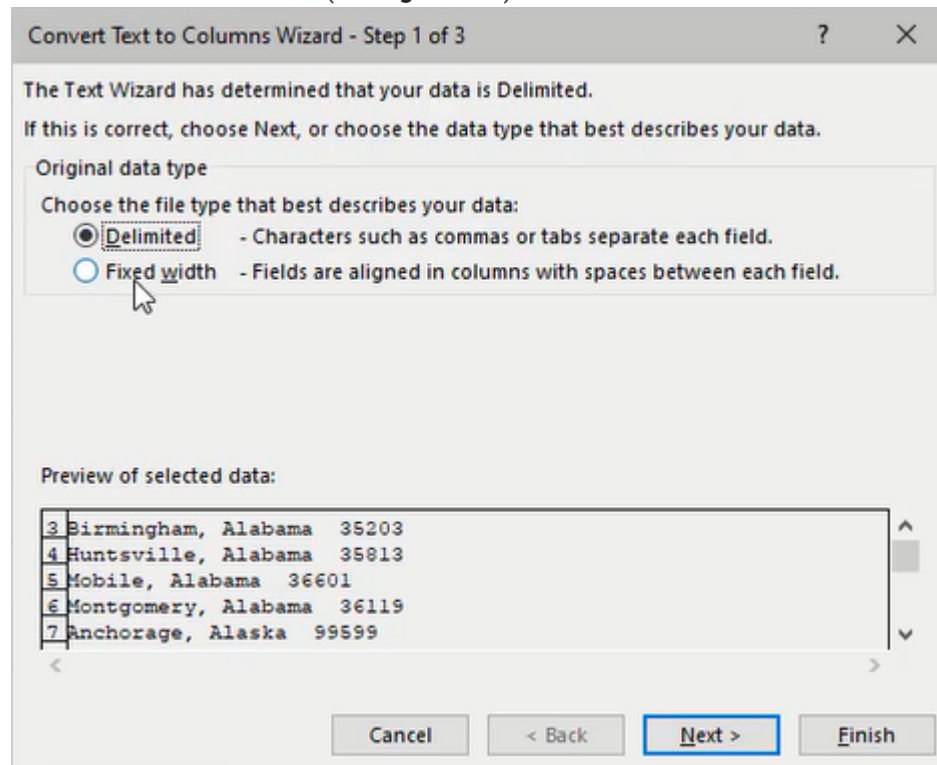 Convert Text to Columns Wizard - Step 1 of 3 ?
The Text Wizard has determined that your data is Delimited.
If this is correct, choose Next, or choose the data type that best describes your data.
Original data type
Choose the file type that best describes your data:
Delimited - Characters such as commas or tabs separate each field.
Fixed width - Fields are aligned in columns with spaces between each field.
Preview of selected data:
3 Birmingham, Alabama  35203
4 Huntsville, Alabama  35813
5 Mobile, Alabama  36601
6 Montgomery, Alabama  36119
7 Anchorage, Alaska  99599
Cancel < Back Next > Finish